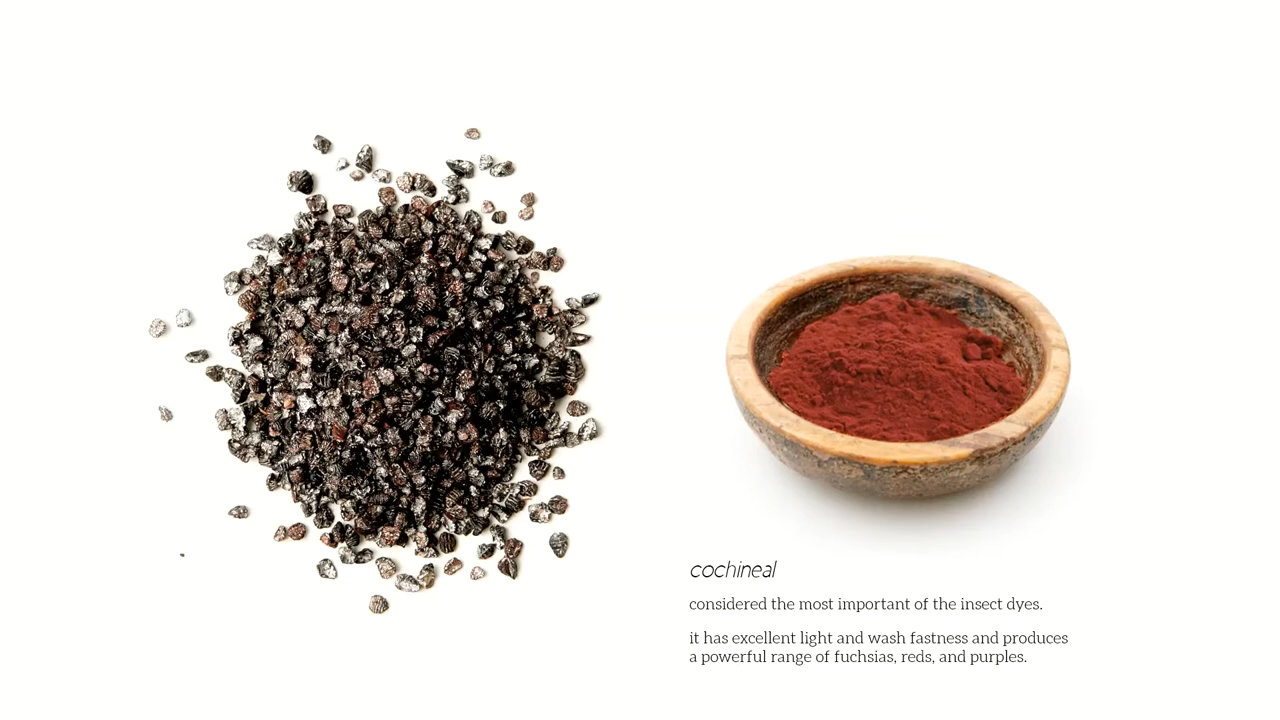 cochineal
considered the most important of the insect dyes.
it has excellent light and wash fastness and produces
a powerful range of fuchsias, reds, and purples.